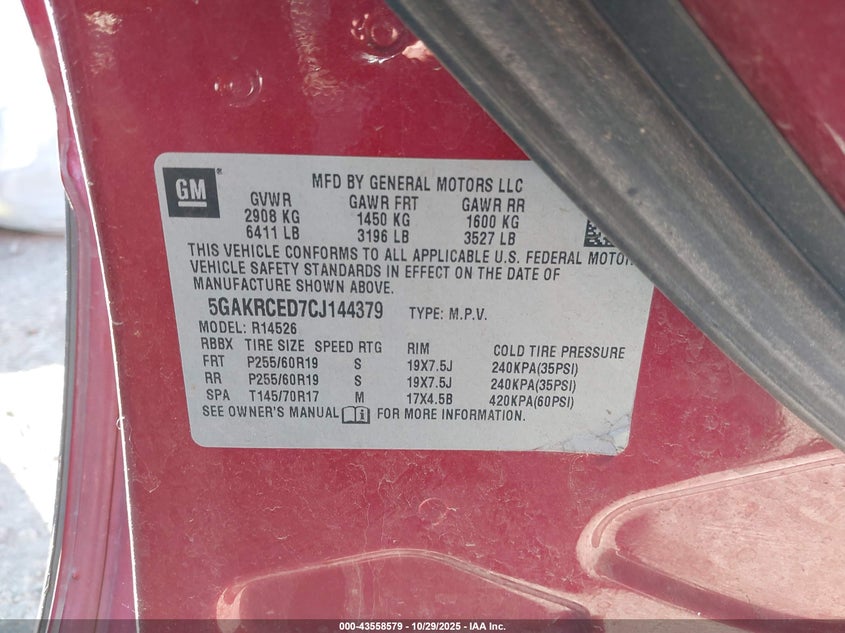 GM
MFD BY GENERAL MOTORS LLC
GVWR GAWR FRT GAWR RR
2908 KG 1450 KG 1600 KG
6411 LB 3196 LB 3527 LB
THIS VEHICLE CONFORMS TO ALL APPLICABLE U.S. FEDERAL MOTOR
VEHICLE SAFETY STANDARDS IN EFFECT ON THE DATE OF
MANUFACTURE SHOWN ABOVE.
5GAKRCED7CJ144379 TYPE: M.P.V.
MODEL: R14526
RBBX TIRE SIZE SPEED RTG RIM COLD TIRE PRESSURE
FRT P255/60R19 S 19X7.5J 240KPA(35PSI)
RR P255/60R19 S 19X7.5J 240KPA(35PSI)
SPA T145/70R17 M 17X4.5B 420KPA(60PSI)
SEE OWNER'S MANUAL FOR MORE INFORMATION.
000-43558579 | 10/29/2025 | IAA Inc.